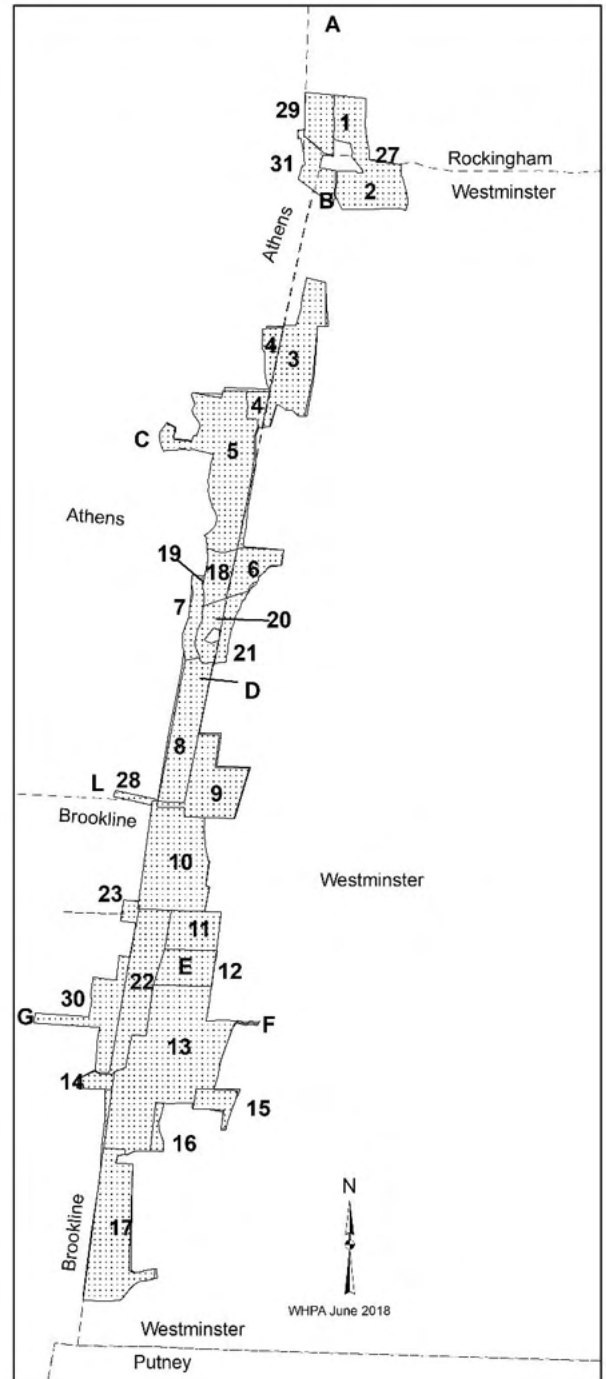 A
29
1
27
Rockingham
31
2
Westminster
B
Athens
4
3
4
C
5
Athens
19
18
6
7
20
21
D
8
L
28
9
Brookline
10
Westminster
23
11
E
12
22
30
G
F
13
14
15
16
N
17
Brookline
WHPA June 2018
Westminster
Putney